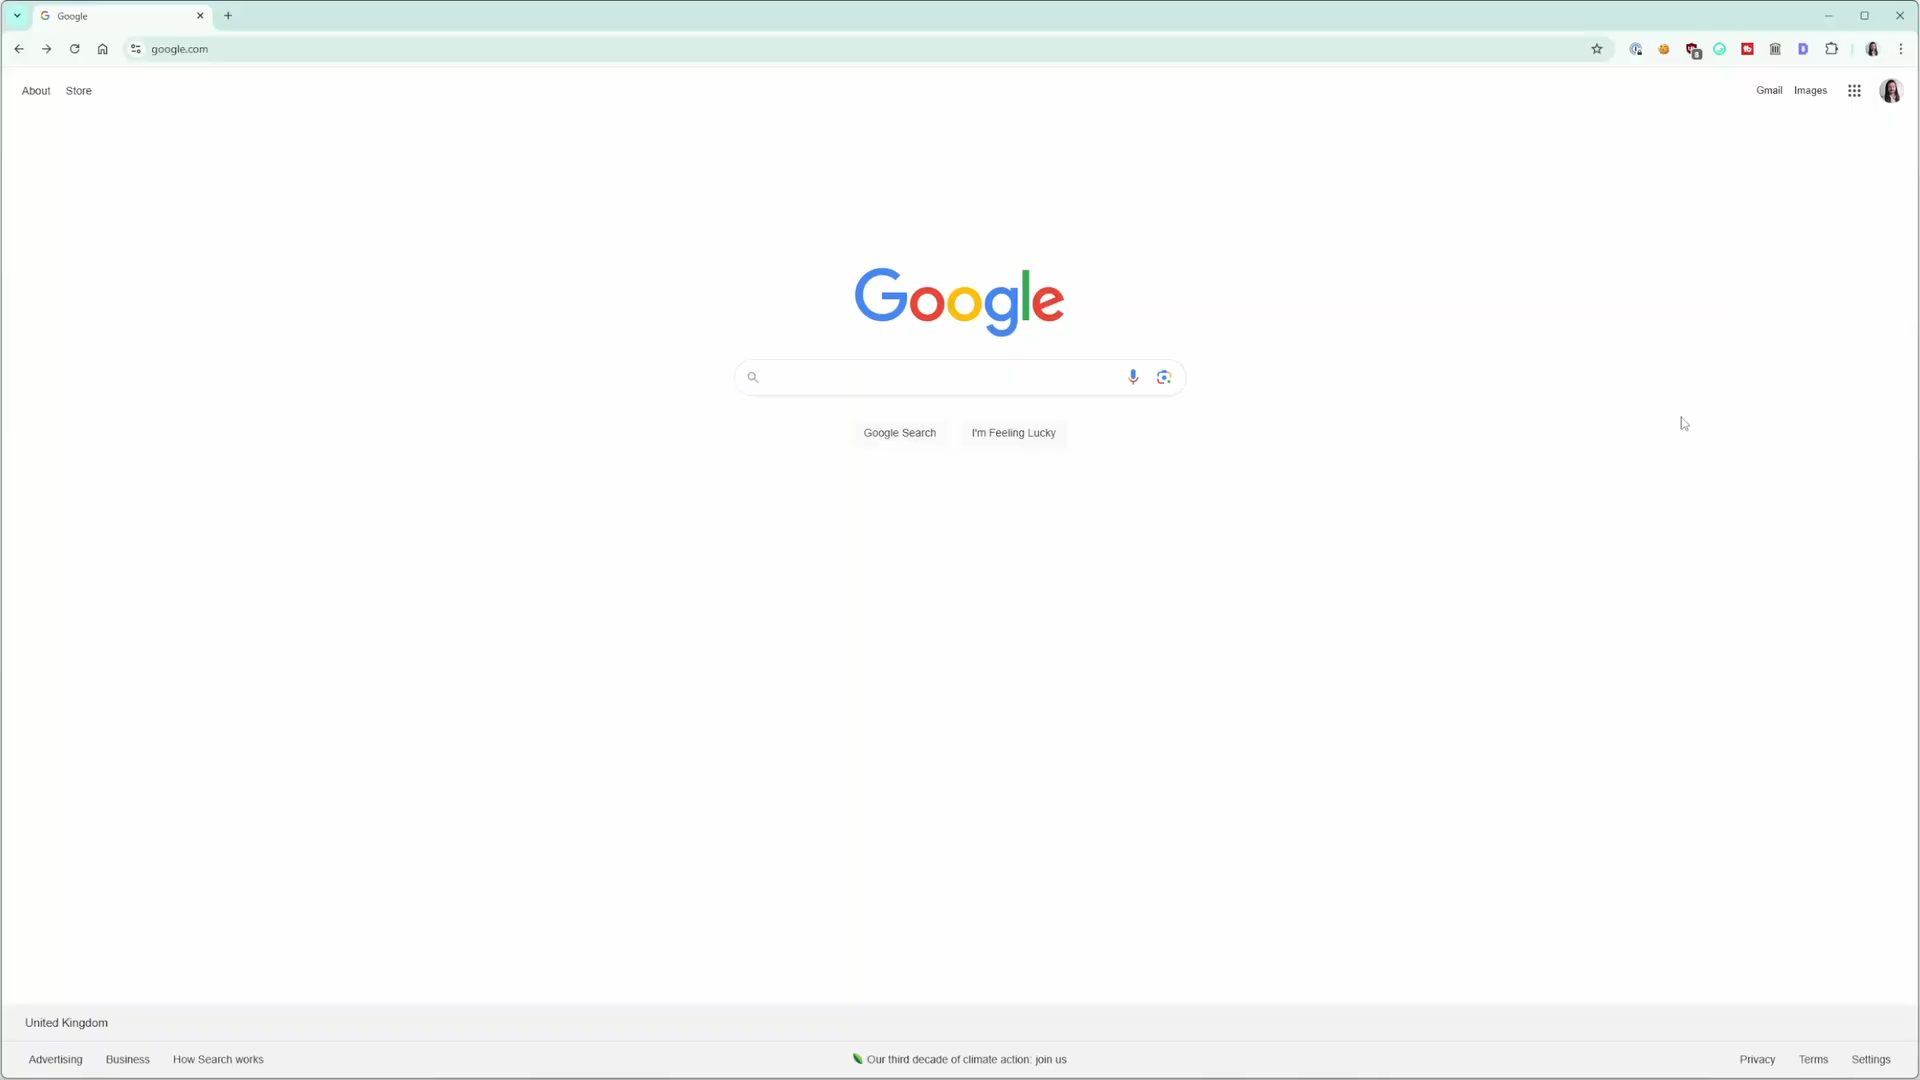 Google
google.com
About Store
Gmail Images
Google
Google Search I'm Feeling Lucky
United Kingdom
Advertising Business How Search works
Our third decade of climate action: join us
Privacy Terms Settings